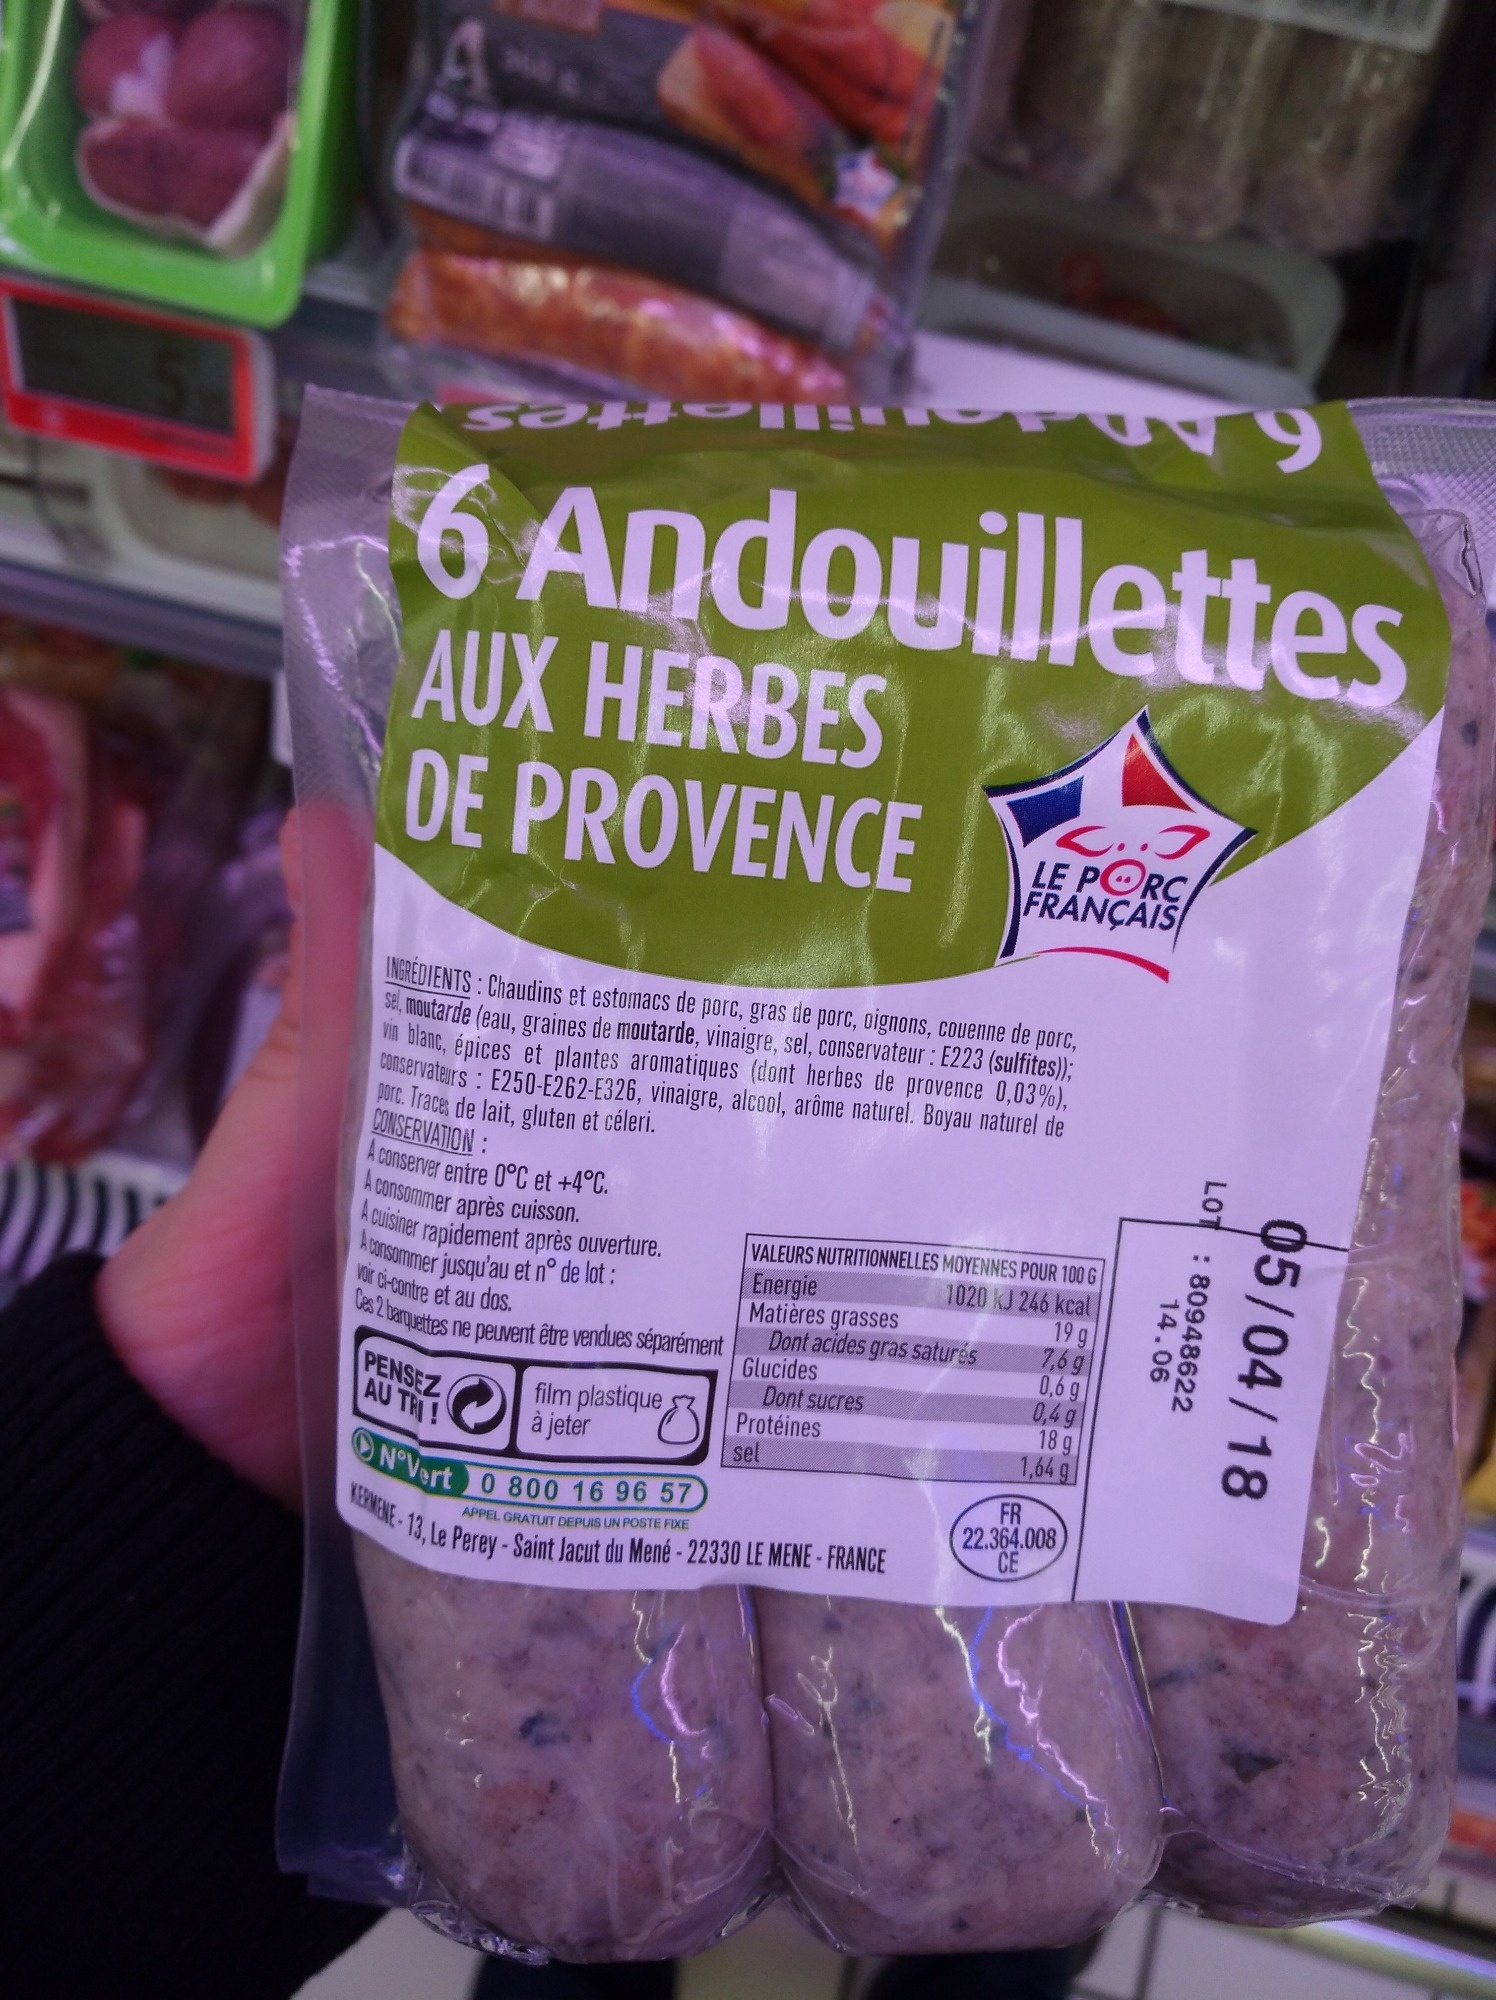 6 Andouillettes
6 Andouillettes
AUX HERBES
DE PROVENCE
LE PORC
FRANÇAIS
INGRÉDIENTS : Chaudins et estomacs de porc, gras de porc, oignons, couenne de porc,
sel, moutarde (eau, graines de moutarde, vinaigre, sel, conservateur : E223 (sulfites));
vin blanc, épices et plantes aromatiques (dont herbes de provence 0,03%),
conservateurs : E250-E262-E326, vinaigre, alcool, arôme naturel. Boyau naturel de
porc. Traces de lait, gluten et céleri.
CONSERVATION :
A conserver entre 0°C et +4°C.
A consommer après cuisson.
A cuisiner rapidement après ouverture.
A consommer jusqu'au et n° de lot :
voir ci-contre et au dos.
Ces 2 barquettes ne peuvent être vendues séparément
PENSEZ
AU TRI !
film plastique
à jeter
N°Vert 0 800 16 96 57
APPEL GRATUIT DEPUIS UN POSTE FIXE
KERMENE - 13, Le Perey - Saint Jacut du Mené - 22330 LE MENE - FRANCE
VALEURS NUTRITIONNELLES MOYENNES POUR 100 G
Energie 1020 kJ 246 kcal
Matières grasses 19 g
Dont acides gras saturés 7,6 g
Glucides 0,6 g
Dont sucres 0,4 g
Protéines 18 g
sel 1,64 g
FR
22.364.008
CE
05/04/18
LOT : 80948622
14.06